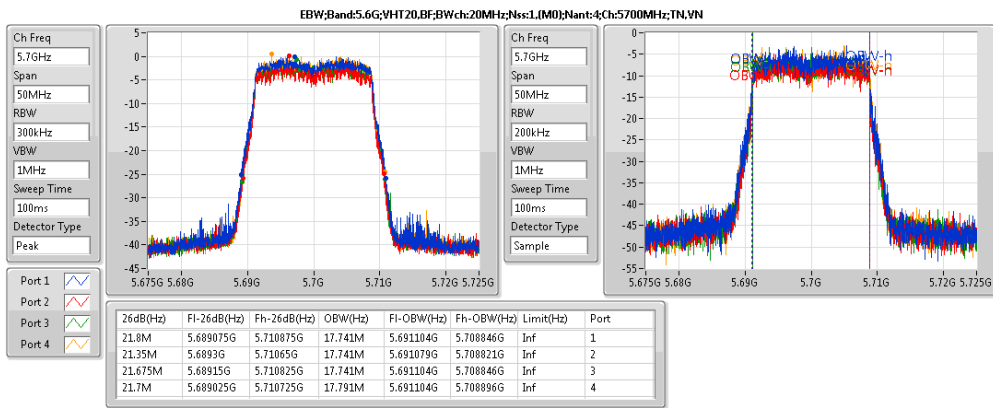 EBW;Band:5.6G;VHT20,BF;BWch:20MHz;Nss:1,(M0);Nant:4;Ch:5700MHz;TN,VN
Ch Freq
5.7GHz
Span
50MHz
RBW
300kHz
VBW
1MHz
Sweep Time
100ms
Detector Type
Peak
5
0
-5
-10
-15
-20
-25
-30
-35
-40
-45
5.675G 5.68G 5.69G 5.7G 5.71G 5.72G 5.725G
Ch Freq
5.7GHz
Span
50MHz
RBW
200kHz
VBW
1MHz
Sweep Time
100ms
Detector Type
Sample
0
-5
-10
-15
-20
-25
-30
-35
-40
-45
-50
-55
OBW-h
5.675G 5.68G 5.69G 5.7G 5.71G 5.72G 5.725G
Port 1
Port 2
Port 3
Port 4
26dB(Hz) Fl-26dB(Hz) Fh-26dB(Hz) OBW(Hz) Fl-OBW(Hz) Fh-OBW(Hz) Limit(Hz) Port
21.8M 5.689075G 5.710875G 17.741M 5.691104G 5.708846G Inf 1
21.35M 5.6893G 5.71065G 17.741M 5.691079G 5.708821G Inf 2
21.675M 5.68915G 5.710825G 17.741M 5.691104G 5.708846G Inf 3
21.7M 5.689025G 5.710725G 17.791M 5.691104G 5.708896G Inf 4